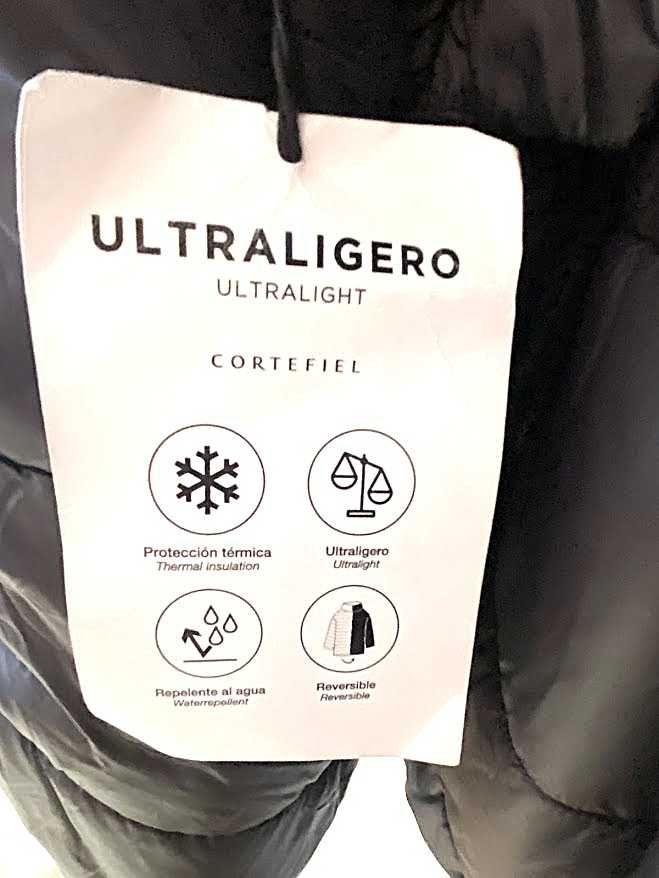 ULTRALIGERO
ULTRALIGHT
CORTEFIEL
Protección térmica
Thermal insulation
Ultraligero
Ultralight
Repelente al agua
Waterrepellent
Reversible
Reversible